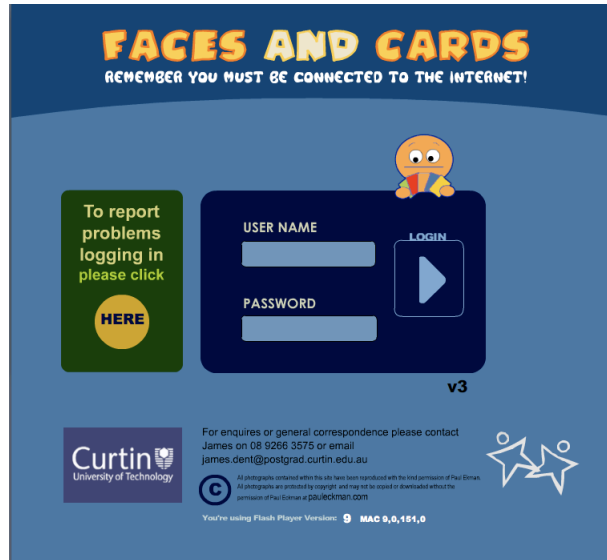 FACES AND CARDS
REMEMBER YOU MUST BE CONNECTED TO THE INTERNET!
To report
problems
logging in
please click
HERE
USER NAME
LOGIN
PASSWORD
v3
Curtin
University of Technology
For enquires or general correspondence please contact
James on 08 9266 3575 or email
james.dent@postgrad.curtin.edu.au
C
All photographs contained within this site have been reproduced with the kind permission of Paul Ekman.
All photographs are protected by copyright and may not be copied in downloaded without the
permission of Paul Eckman at pauleckman.com
You're using Flash Player Version: 9 MAC 9,0,151,0